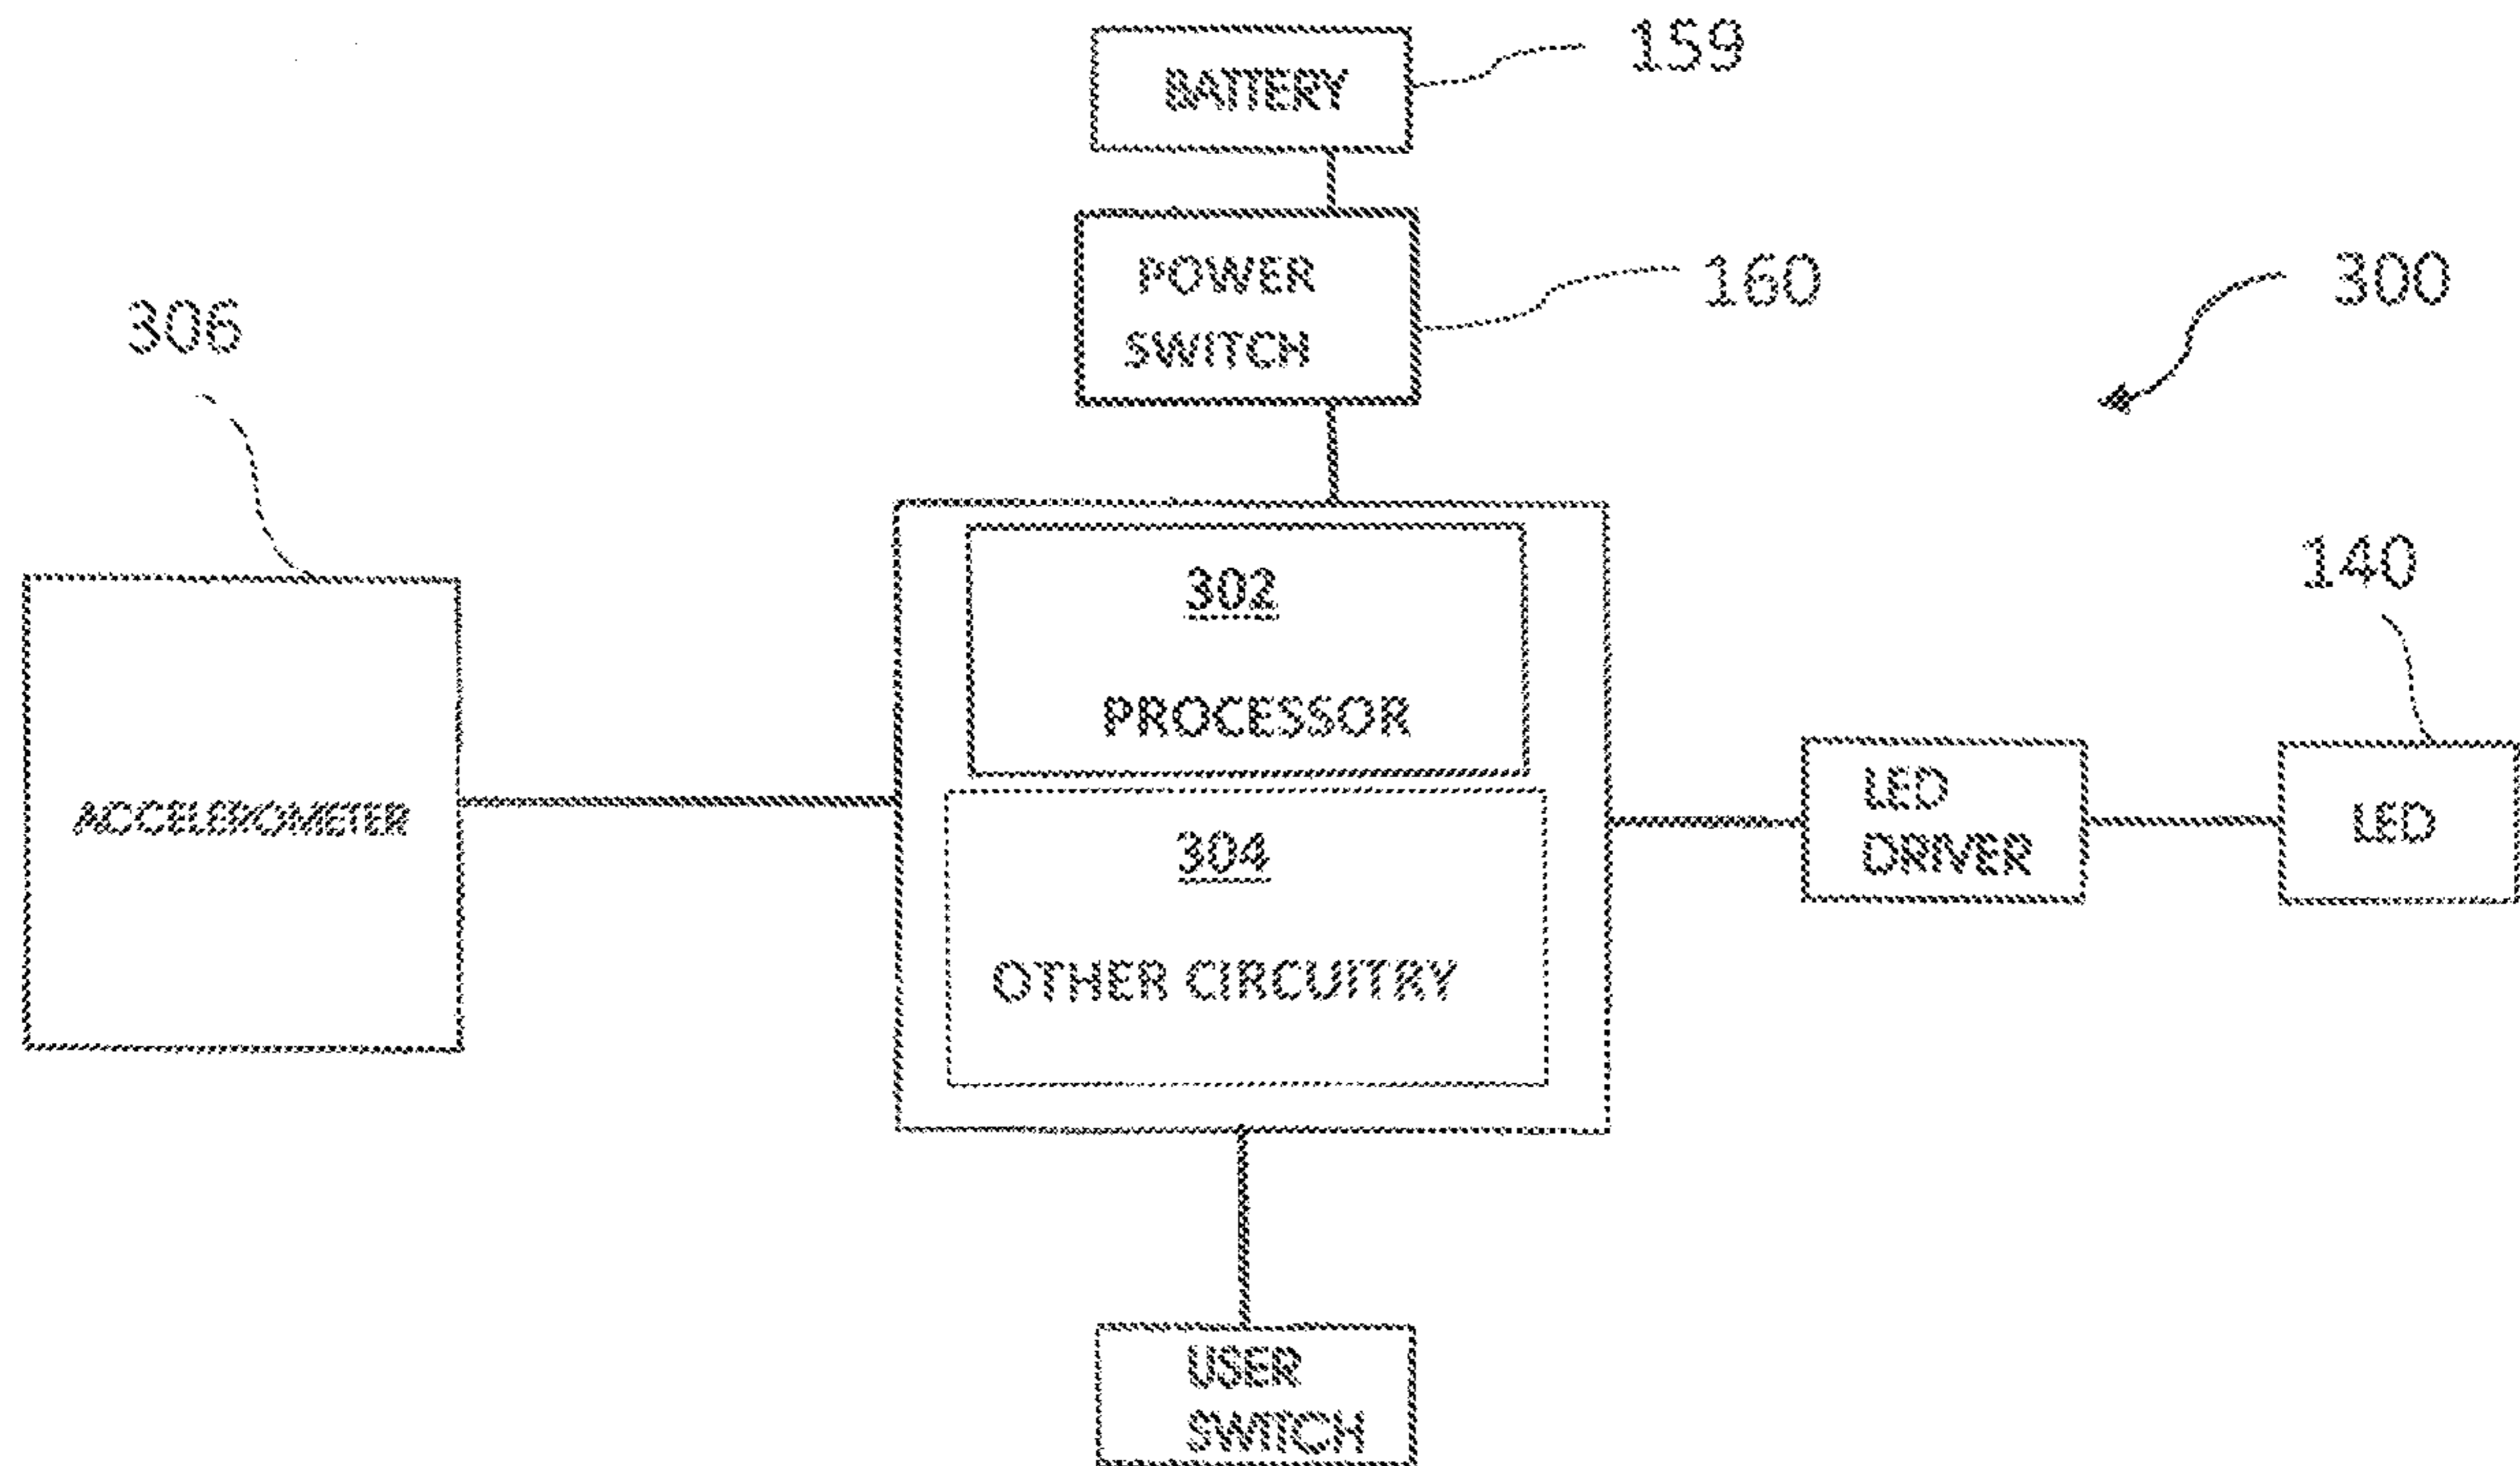 BATTERY
159
POWER
SWITCH
160
300
306
302
PROCESSOR
140
ACCELEROMETER
LED
DRIVER
LED
304
OTHER CIRCUITRY
USER
SWITCH